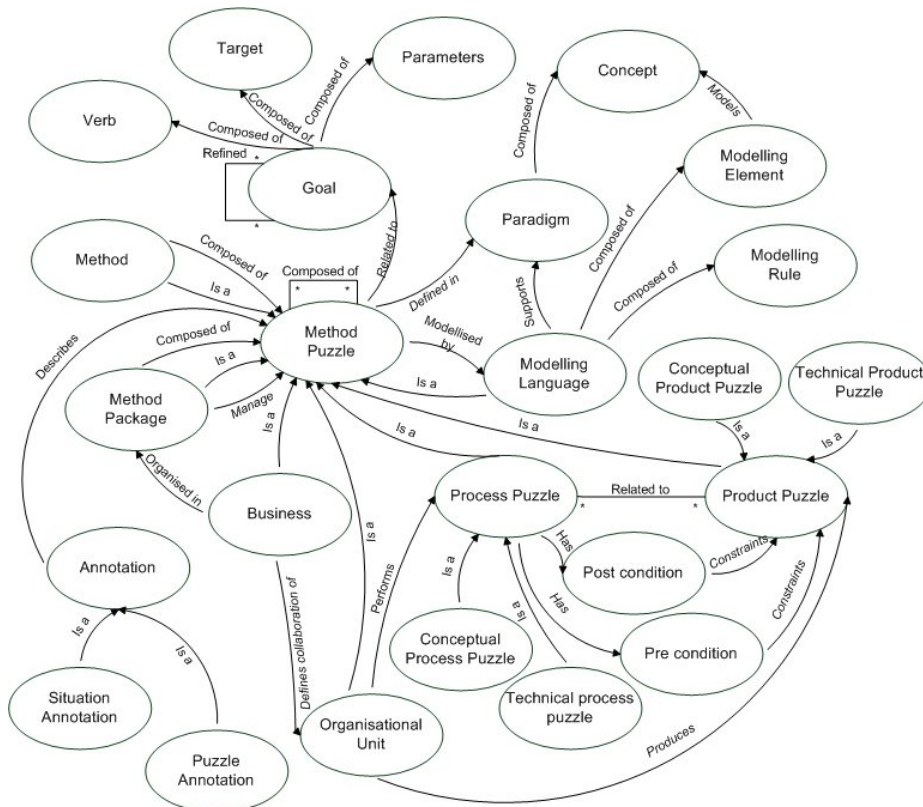 Target
Parameters
Concept
Composed of
Composed of
Models
Verb
Composed of
Composed of
Modelling
Element
Refined
*
Goal
*
Related to
Paradigm
Composed of
Method
Composed of
Is a
Composed of
*
*
Defined in
Supports
Composed of
Modelling
Rule
Method
Puzzle
Modellised
by
Modelling
Language
Is a
Describes
Composed of
Is a
Manage
Method
Package
Is a
Conceptual
Product Puzzle
Technical Product
Puzzle
Is a
Is a
Is a
Is a
Organised in
Business
Process Puzzle
Related to
*
*
Product Puzzle
Is a
Performs
Is a
Has
Post condition
Constraints
Annotation
Has
Is a
Pre condition
Constraints
Is a
Is a
Defines collaboration of
Conceptual
Process Puzzle
Situation
Annotation
Technical process
puzzle
Organisational
Unit
Puzzle
Annotation
Produces